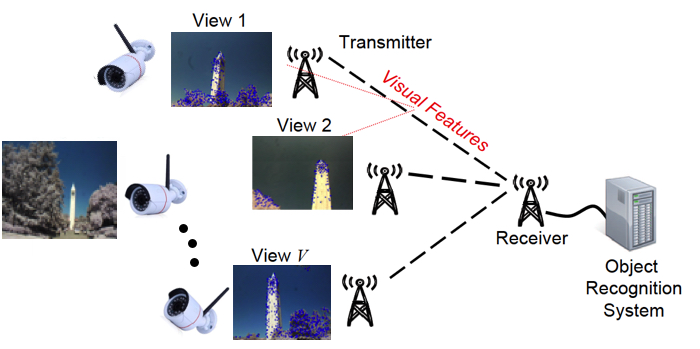 View 1
Transmitter
Visual Features
View 2
Receiver
View V
Object
Recognition
System